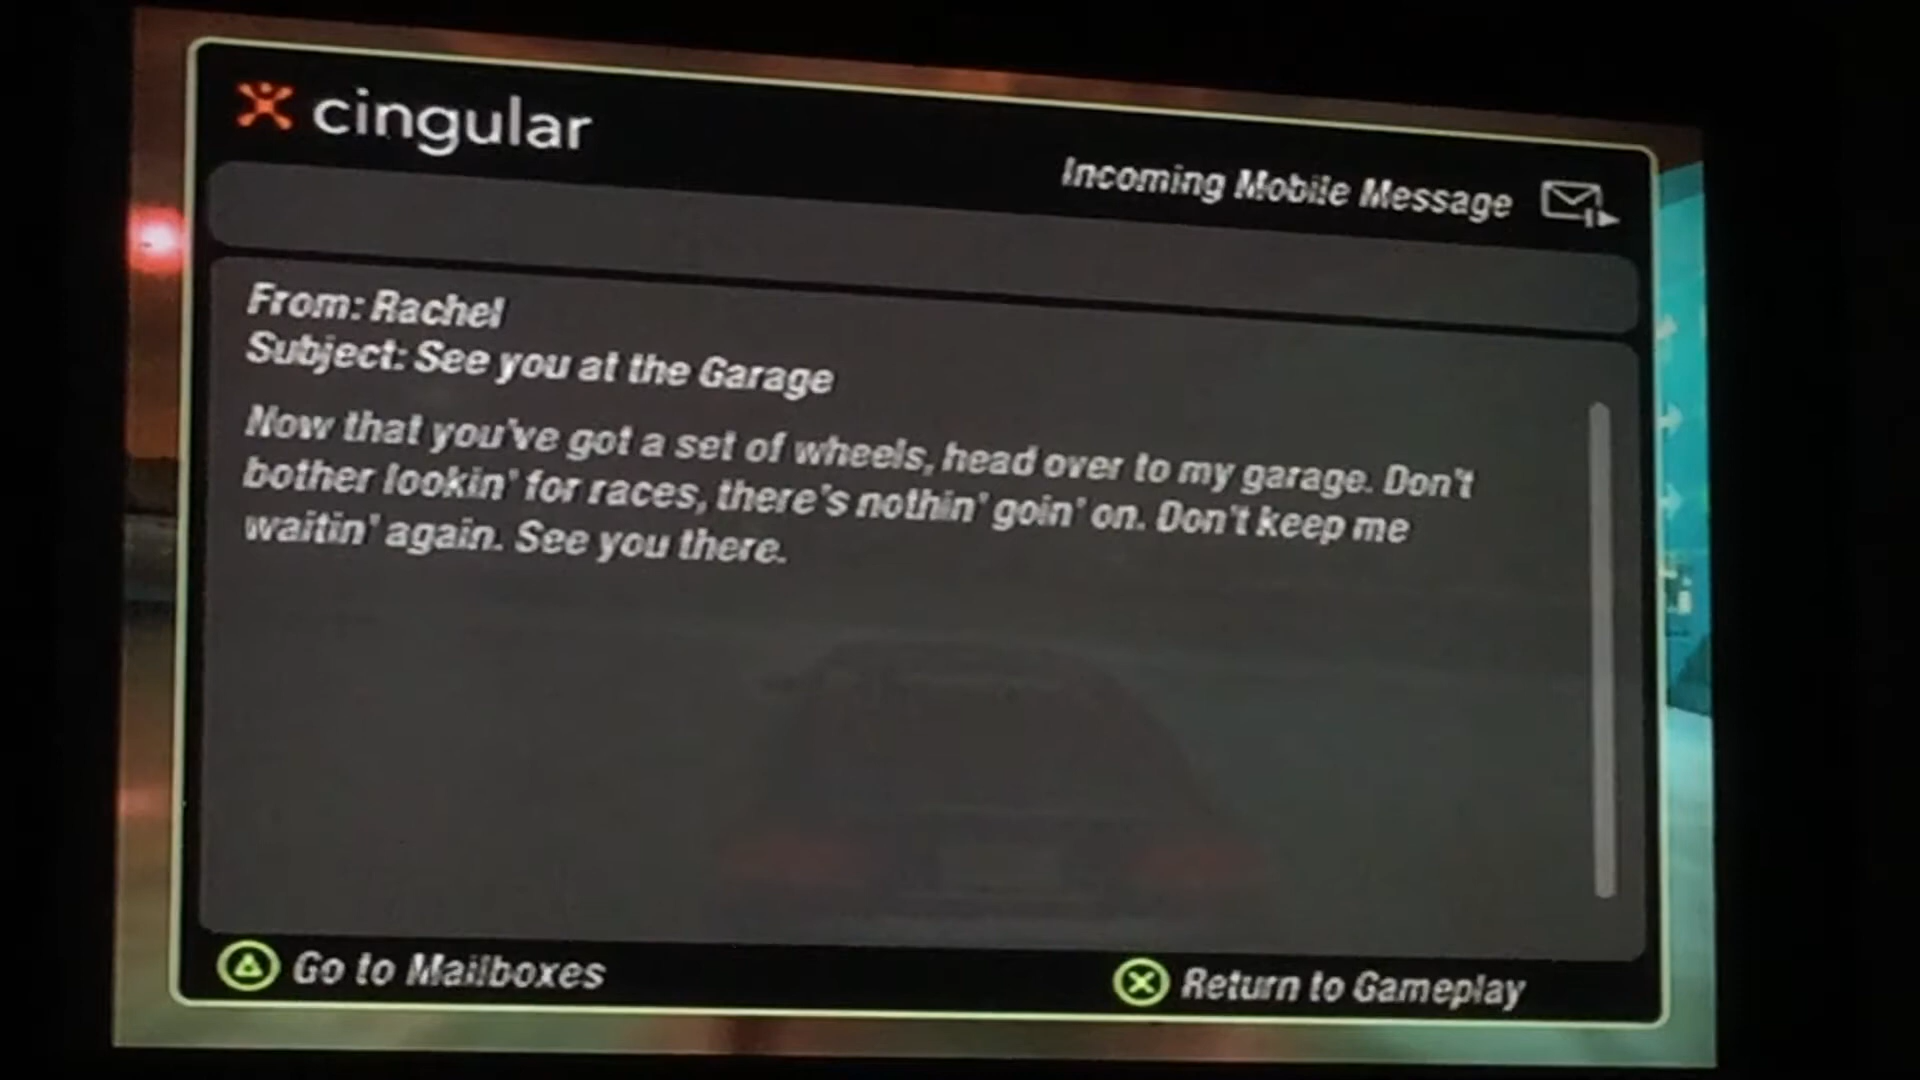 cingular
Incoming Mobile Message
From: Rachel
Subject: See you at the Garage
Now that you've got a set of wheels, head over to my garage. Don't
bother lookin' for races, there's nothin' goin' on. Don't keep me
waitin' again. See you there.
Go to Mailboxes
Return to Gameplay